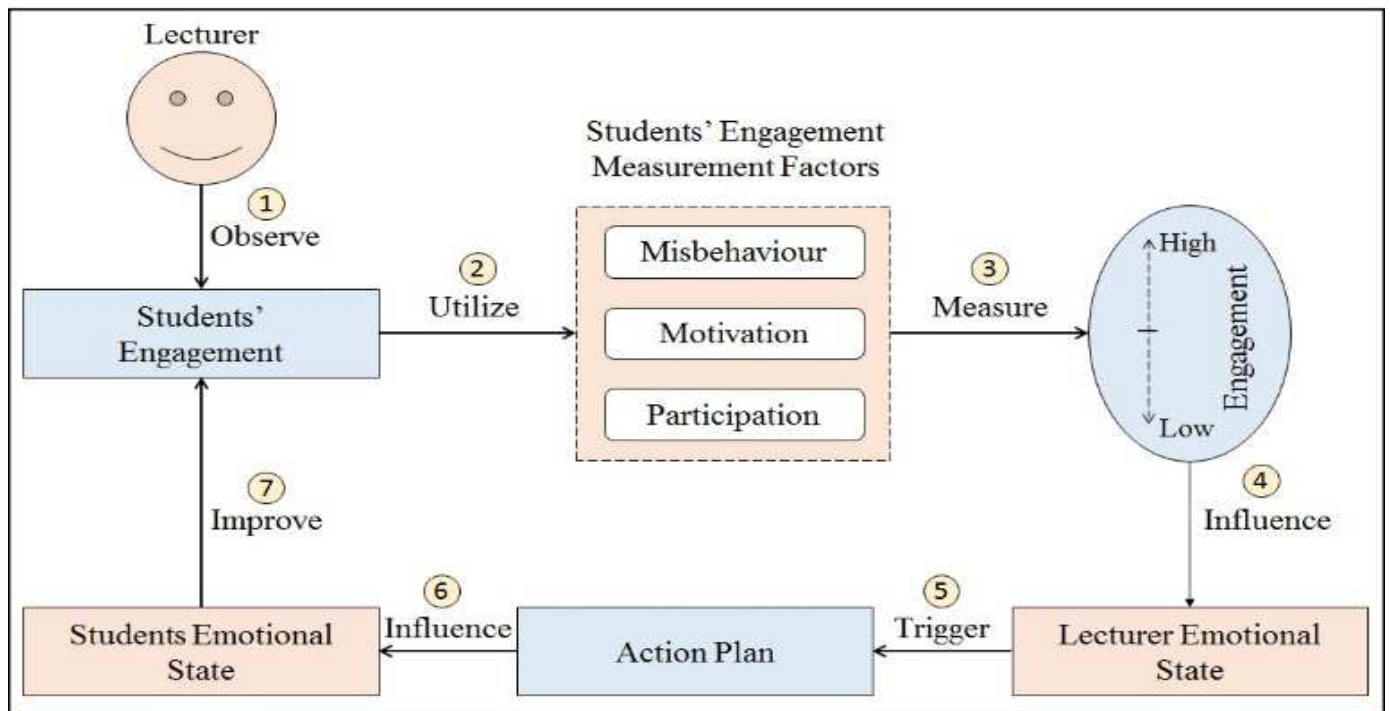 Lecturer
1
Observe
Students’
Engagement
2
Utilize
Students’ Engagement
Measurement Factors
Misbehaviour
Motivation
Participation
3
Measure
High
Engagement
Low
4
Influence
Lecturer Emotional
State
5
Trigger
Action Plan
6
Influence
Students Emotional
State
7
Improve